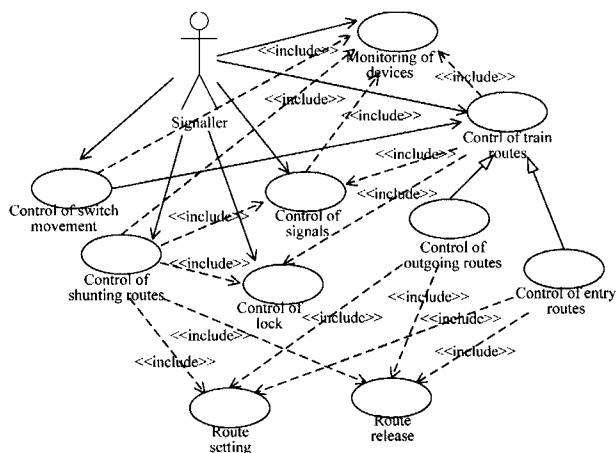 <<include>>
Monitoring of
devices
<<include>>
<<include>>
Signaller
<<include>>
Contrl of train
routes
<<include>>
Control of switch
movement
<<include>>
Control of
signals
<<include>>
Control of
outgoing routes
Control of
shunting routes
<<include>>
Control of
lock
Control of entry
routes
<<include>>
<<include>>
<<include>>
<<include>>
<<include>>
<<include>>
Route
setting
Route
release